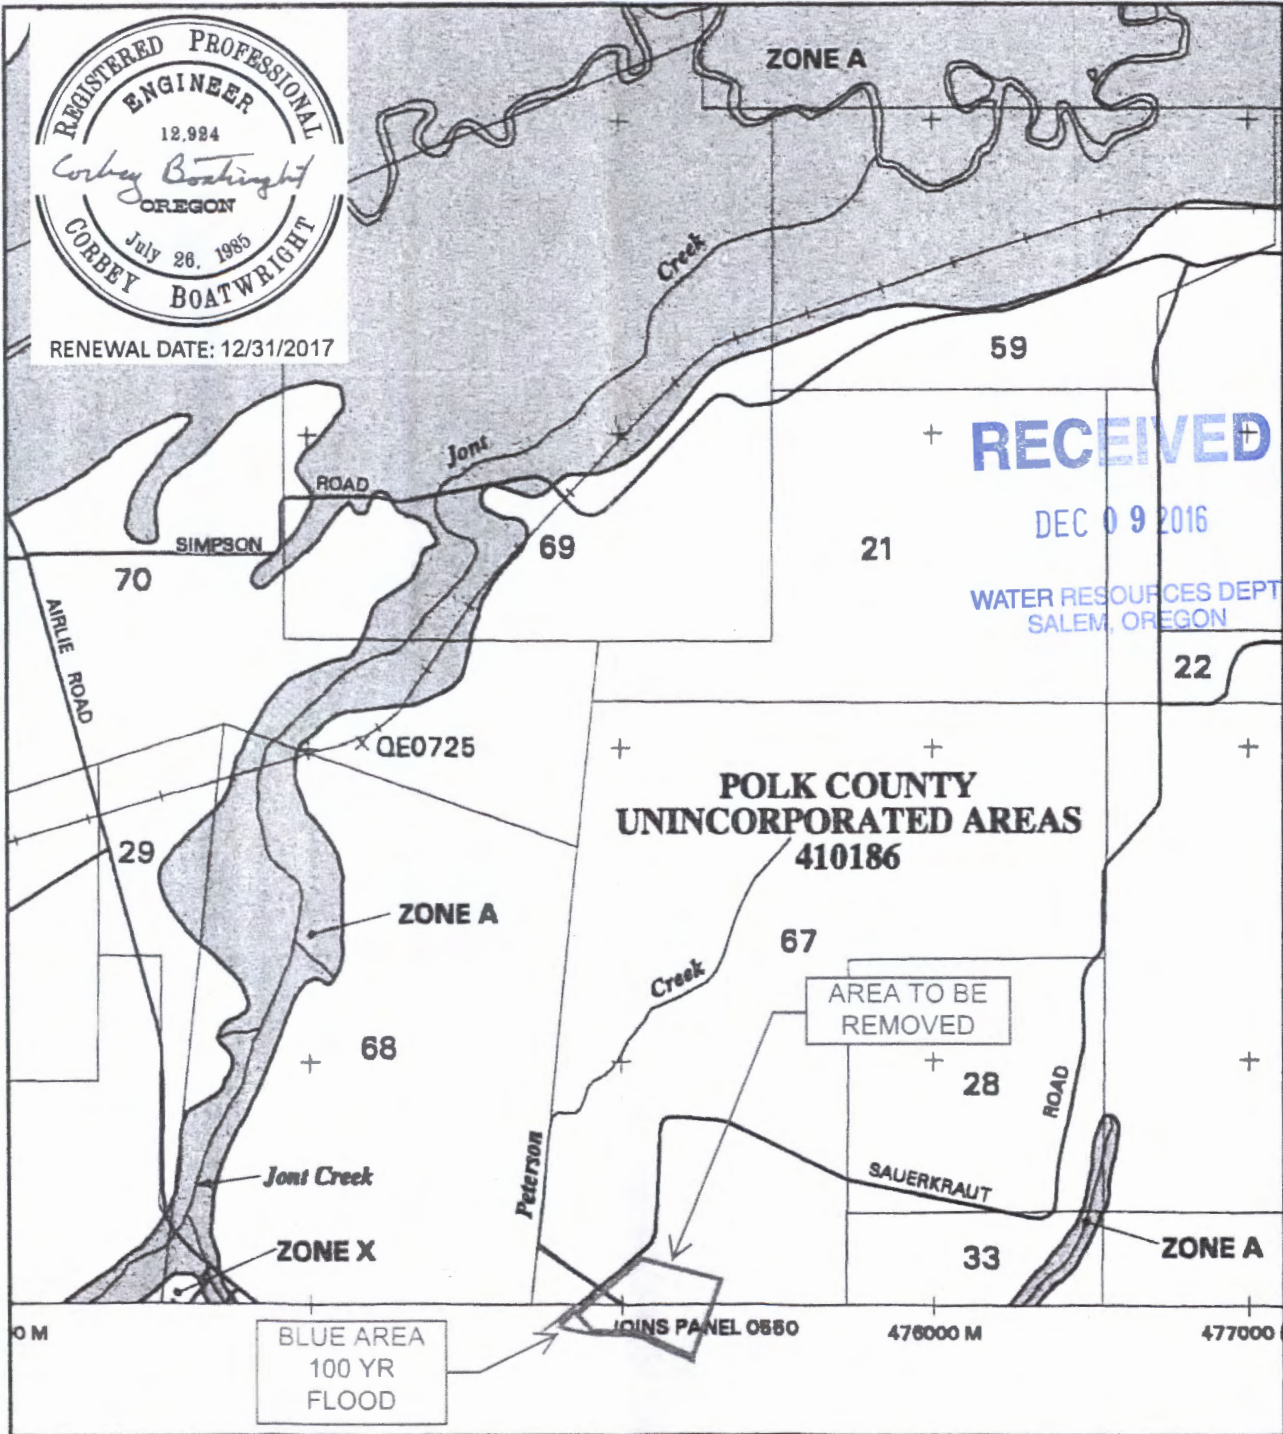 REGISTERED PROFESSIONAL
ENGINEER
12,924
Corbey Boatwright
OREGON
July 26, 1985
CORBEY BOATWRIGHT
RENEWAL DATE: 12/31/2017
ZONE A
Creek
59
RECEIVED
DEC 09 2016
WATER RESOURCES DEPT
SALEM, OREGON
Jont
ROAD
SIMPSON
69
21
70
AIRLIE ROAD
22
QE0725
POLK COUNTY
UNINCORPORATED AREAS
410186
29
ZONE A
67
Creek
AREA TO BE
REMOVED
68
28
ROAD
Peterson
Jont Creek
SAUERKRAUT
ZONE X
33
ZONE A
0 M
JOINS PANEL 0550
476000 M
477000
BLUE AREA
100 YR
FLOOD